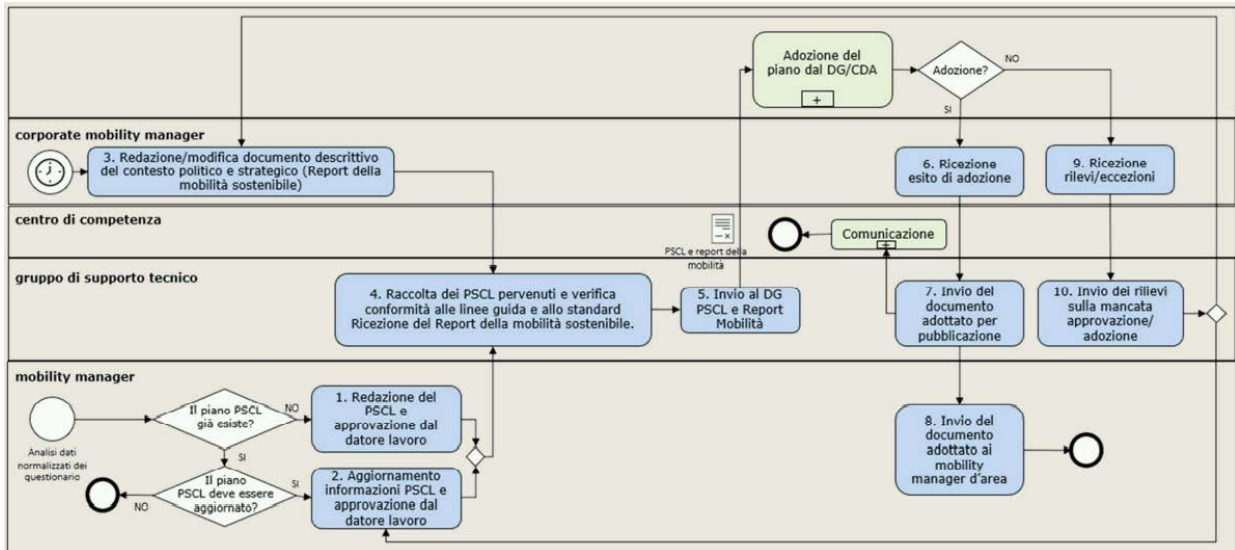 Adozione del
piano dal DG/CDA
+
Adozione?
NO
SI
corporate mobility manager
3. Redazione/modifica documento descrittivo
del contesto politico e strategico (Report della
mobilità sostenibile)
6. Ricezione
esito di adozione
9. Ricezione
rilievi/eccezioni
centro di competenza
PSCL e report della
mobilità
Comunicazione
+
gruppo di supporto tecnico
4. Raccolta dei PSCL pervenuti e verifica
conformità alle linee guida e allo standard
Ricezione del Report della mobilità sostenibile.
5. Invio al DG
PSCL e Report
Mobilità
7. Invio del
documento
adottato per
pubblicazione
10. Invio dei rilievi
sulla mancata
approvazione/
adozione
mobility manager
Analisi dati
normalizzati dei
questionario
Il piano PSCL
già esiste?
NO
SI
1. Redazione del
PSCL e
approvazione dal
datore lavoro
Il piano
PSCL deve essere
aggiornato?
NO
SI
2. Aggiornamento
informazioni PSCL e
approvazione dal
datore lavoro
8. Invio del
documento
adottato ai
mobility
manager d'area